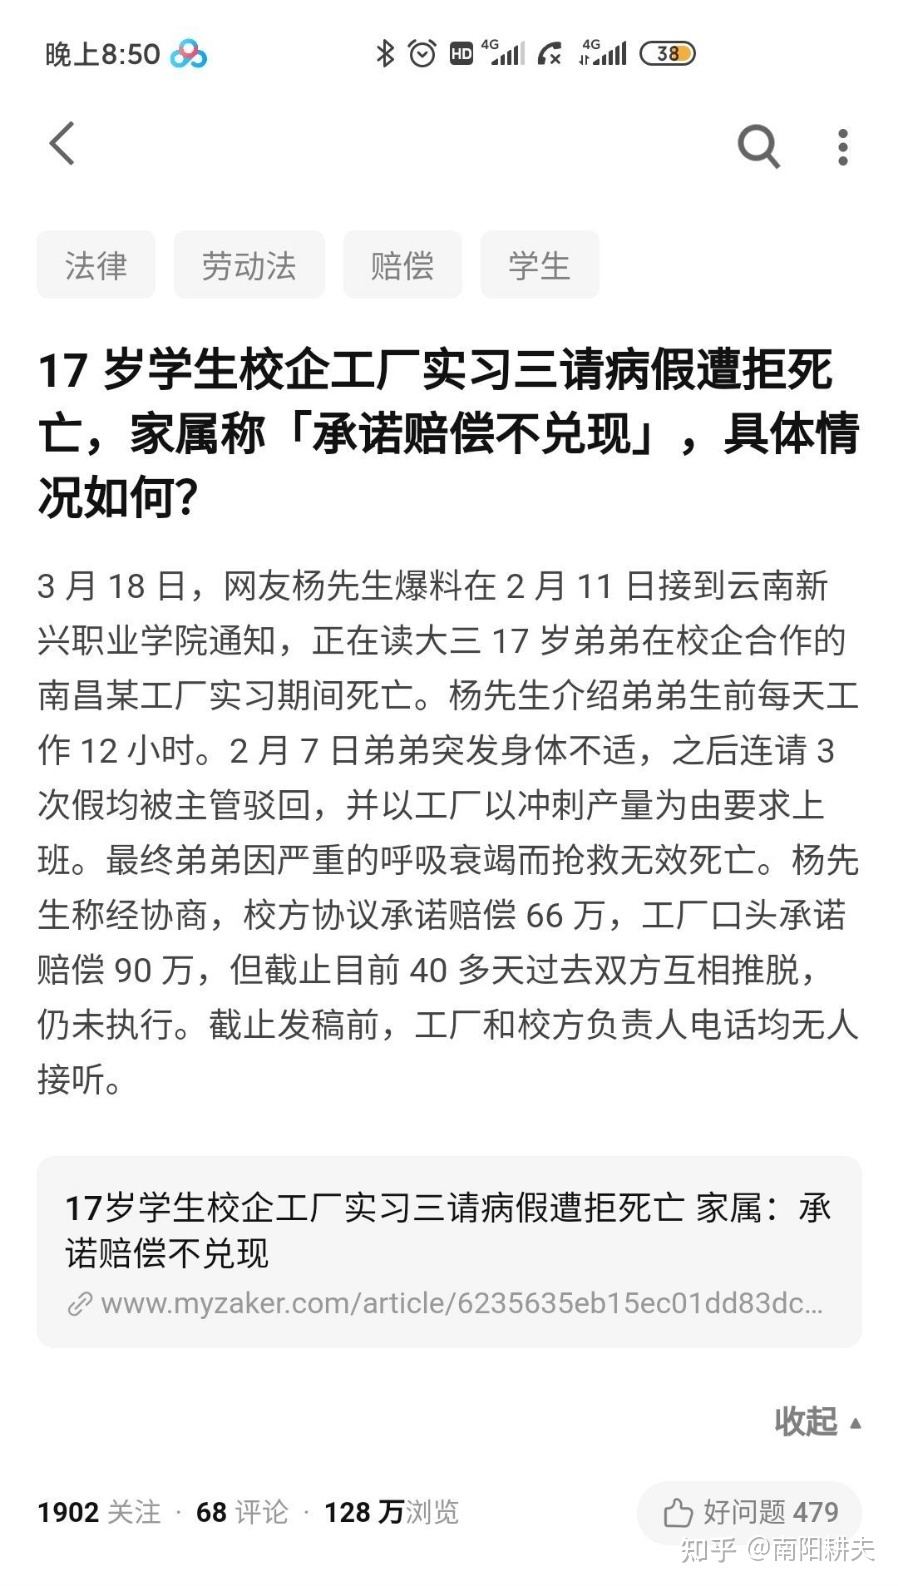 晚上8:50
HD 4G 4G 38
法律 劳动法 赔偿 学生
17 岁学生校企工厂实习三请病假遭拒死
亡，家属称「承诺赔偿不兑现」，具体情
况如何？
3 月 18 日，网友杨先生爆料在 2 月 11 日接到云南新
兴职业学院通知，正在读大三 17 岁弟弟在校企合作的
南昌某工厂实习期间死亡。杨先生介绍弟弟生前每天工
作 12 小时。2 月 7 日弟弟突发身体不适，之后连请 3
次假均被主管驳回，并以工厂以冲刺产量为由要求上
班。最终弟弟因严重的呼吸衰竭而抢救无效死亡。杨先
生称经协商，校方协议承诺赔偿 66 万，工厂口头承诺
赔偿 90 万，但截止目前 40 多天过去双方互相推脱，
仍未执行。截止发稿前，工厂和校方负责人电话均无人
接听。
17岁学生校企工厂实习三请病假遭拒死亡 家属：承
诺赔偿不兑现
www.myzaker.com/article/6235635eb15ec01dd83dc...
收起
1902 关注 · 68 评论 · 128 万浏览
好问题 479
知乎 @南阳耕夫